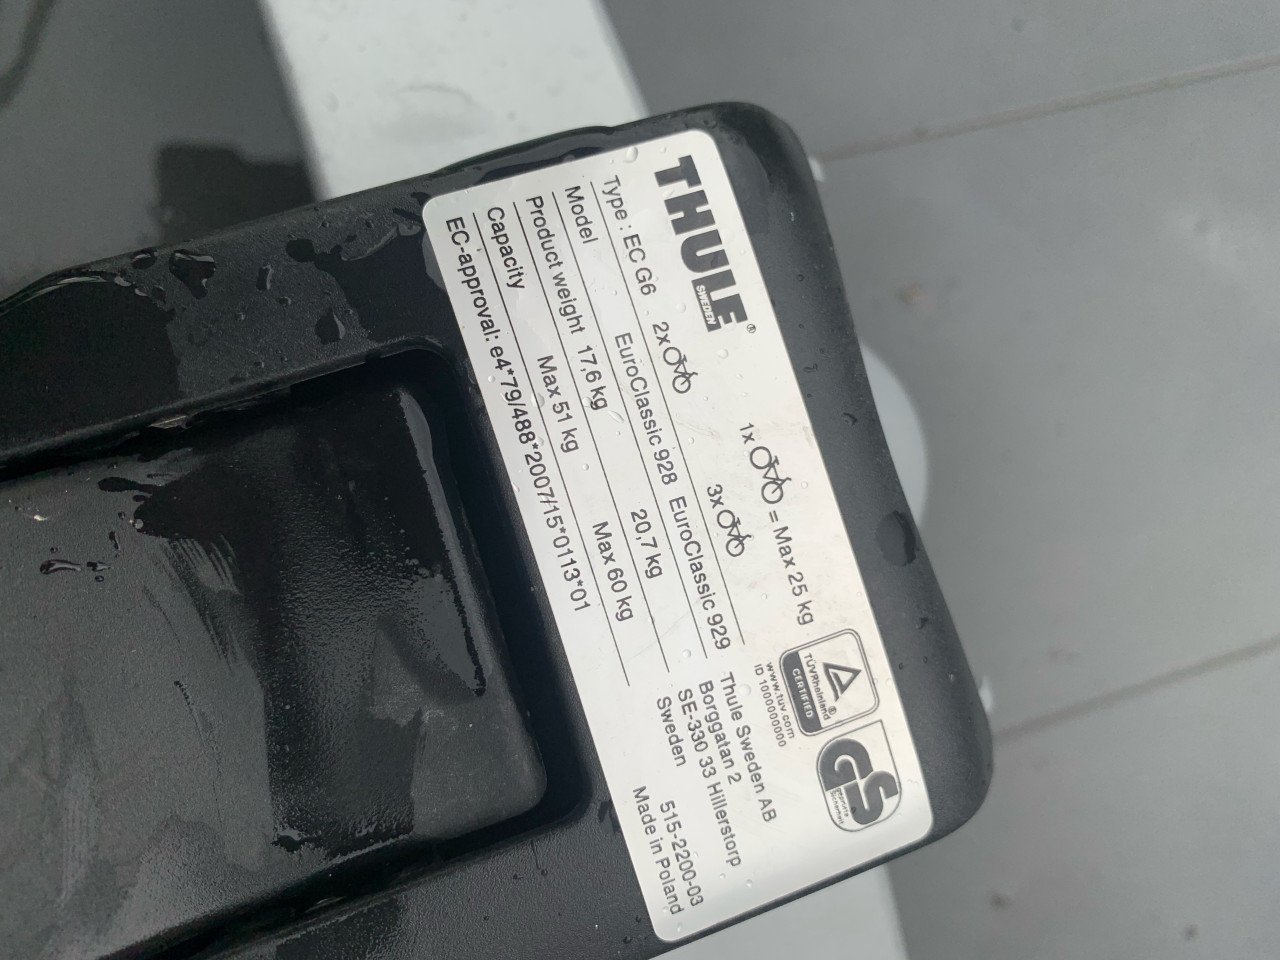 THULE®
SWEDEN
1x = Max 25 kg
Type : EC G6 2x 3x
Model EuroClassic 928 EuroClassic 929
Product weight 17,6 kg 20,7 kg
Capacity Max 51 kg Max 60 kg
EC-approval: e4*79/488*2007/15*0113*01
TÜVRheinland®
CERTIFIED
www.tuv.com
ID 1000000000
GS
geprüfte
Sicherheit
Thule Sweden AB
Borggatan 2
SE-330 33 Hillerstorp
Sweden
515-2200-03
Made in Poland